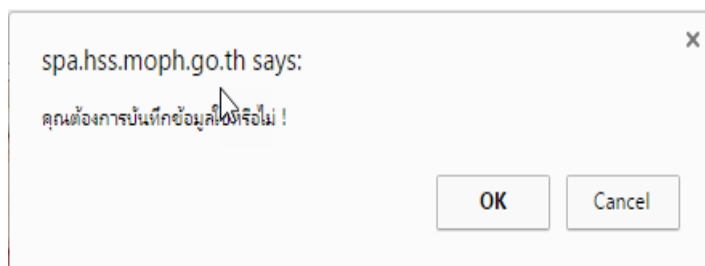 spa.hss.moph.go.th says:
คุณต้องการบันทึกข้อมูลใช่หรือไม่ !
OK
Cancel